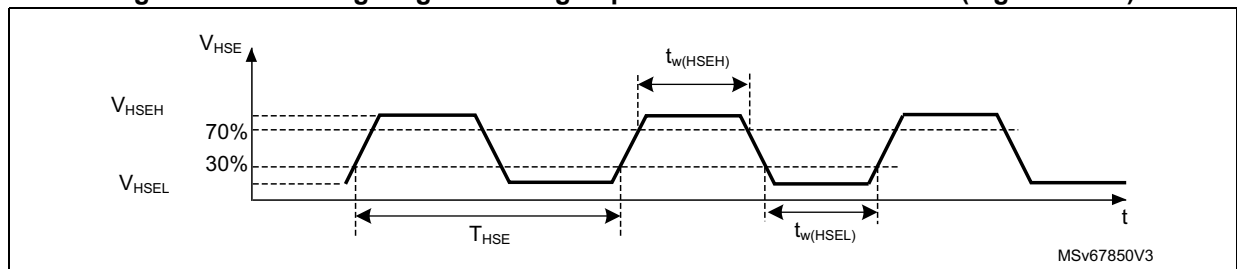 V_HSE
t_w(HSEH)
V_HSEH
70%
30%
V_HSEL
T_HSE
t_w(HSEL)
t
MSv67850V3